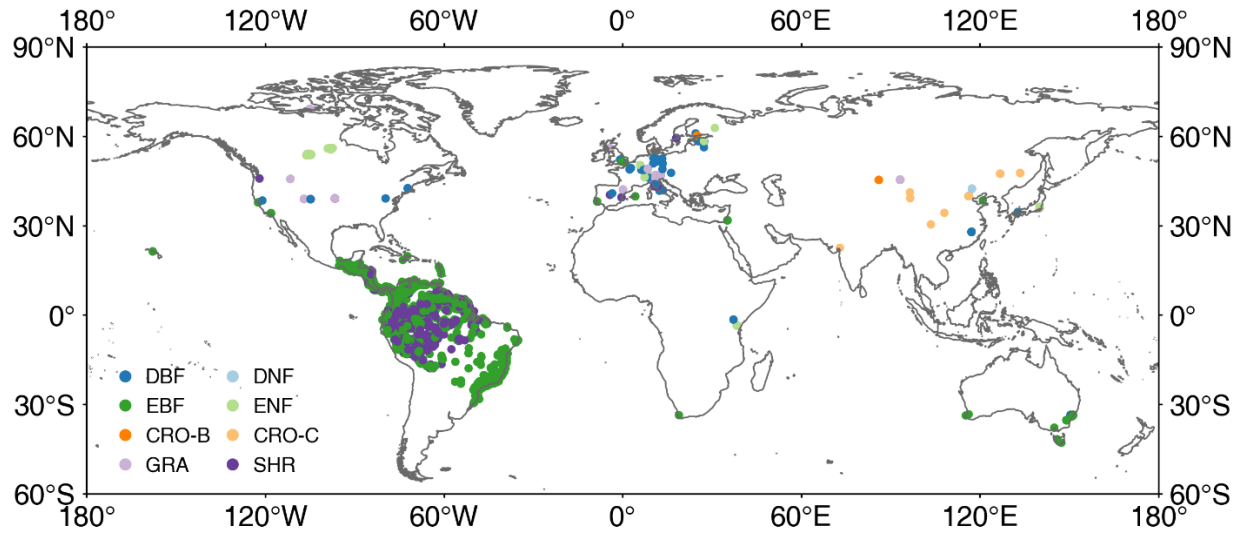 180° 120°W 60°W 0° 60°E 120°E 180°
90°N 90°N
60°N 60°N
30°N 30°N
0° 0°
DBF DNF
30°S EBF ENF 30°S
CRO-B CRO-C
GRA SHR
60°S 60°S
180° 120°W 60°W 0° 60°E 120°E 180°